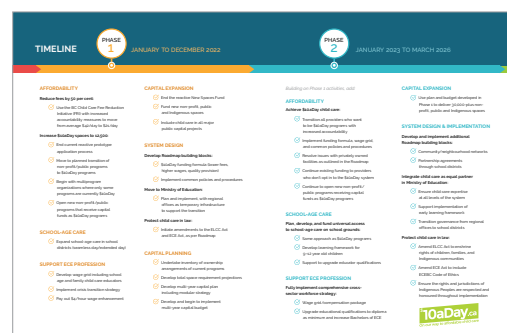 TIMELINE
PHASE
1
JANUARY TO DECEMBER 2022
PHASE
2
JANUARY 2023 TO MARCH 2026
AFFORDABILITY
Reduce fees by 50 per cent:
Use the BC Child Care Fee Reduction
Initiative (FRI) with increased
accountability measures to move
from average $40/day to $21/day
Increase $10aDay spaces to 12,500:
End current reactive prototype
application process
Move to planned transition of
non-profit/public programs
to $10aDay programs
Begin with multiprogram
organizations where only some
programs are currently $10aDay
Open new non-profit/public
programs that receive capital
funds as $10aDay programs
SCHOOL-AGE CARE
Expand school age care in school
districts (seamless day/extended day)
SUPPORT ECE PROFESSION
Develop wage grid including school
age and family child care educators
Implement crisis transition strategy
Pay out $4/hour wage enhancement
CAPITAL EXPANSION
End the reactive New Spaces Fund
Fund new non-profit, public
and Indigenous spaces
Include child care in all major
public capital projects
SYSTEM DESIGN
Develop Roadmap building blocks:
$10aDay funding formula (lower fees,
higher wages, quality provision)
Implement common policies and procedures
Move to Ministry of Education:
Plan and implement, with regional
offices as temporary infrastructure
to support the transition
Protect child care in law:
Initiate amendments to the ELCC Act
and ECE Act, as per Roadmap
CAPITAL PLANNING
Undertake inventory of ownership
arrangements of current programs
Develop total space requirement projections
Develop multi-year capital plan
including modular strategy
Develop and begin to implement
multi-year capital budget
Building on Phase 1 activities. Add:
AFFORDABILITY
Achieve $10aDay child care:
Transition all providers who want
to be $10aDay programs with
increased accountability
Implement funding formula, wage grid
and common policies and procedures
Resolve issues with privately owned
facilities as outlined in the Roadmap
Continue existing funding to providers
who don't opt in to the $10aDay system
Continue to open new non-profit/
public programs receiving capital
funds as $10aDay programs
SCHOOL-AGE CARE
Plan, develop, and fund universal access
to school-age care on school grounds:
Same approach as $10aDay programs
Develop learning framework for
5-12 year old children
Support to upgrade educator qualifications
SUPPORT ECE PROFESSION
Fully implement comprehensive cross-
sector workforce strategy:
Wage grid/compensation package
Upgrade educational qualifications to diploma
as minimum and increase Bachelors of ECE
CAPITAL EXPANSION
Use plan and budget developed in
Phase 1 to deliver 30,000 plus non-
profit, public and Indigenous spaces
SYSTEM DESIGN & IMPLEMENTATION
Develop and implement additional
Roadmap building blocks:
Community/neighbourhood networks
Partnership agreements
through school districts
Integrate child care as equal partner
in Ministry of Education:
Ensure child care expertise
at all levels of the system
Support implementation of
early learning framework
Transition governance from regional
offices to school districts
Protect child care in law:
Amend ELCC Act to enshrine
rights of children, families, and
Indigenous communities
Amend ECE Act to include
ECEBC Code of Ethics
Ensure the rights and jurisdictions of
Indigenous Peoples are respected and
honoured throughout implementation
10aDay.ca